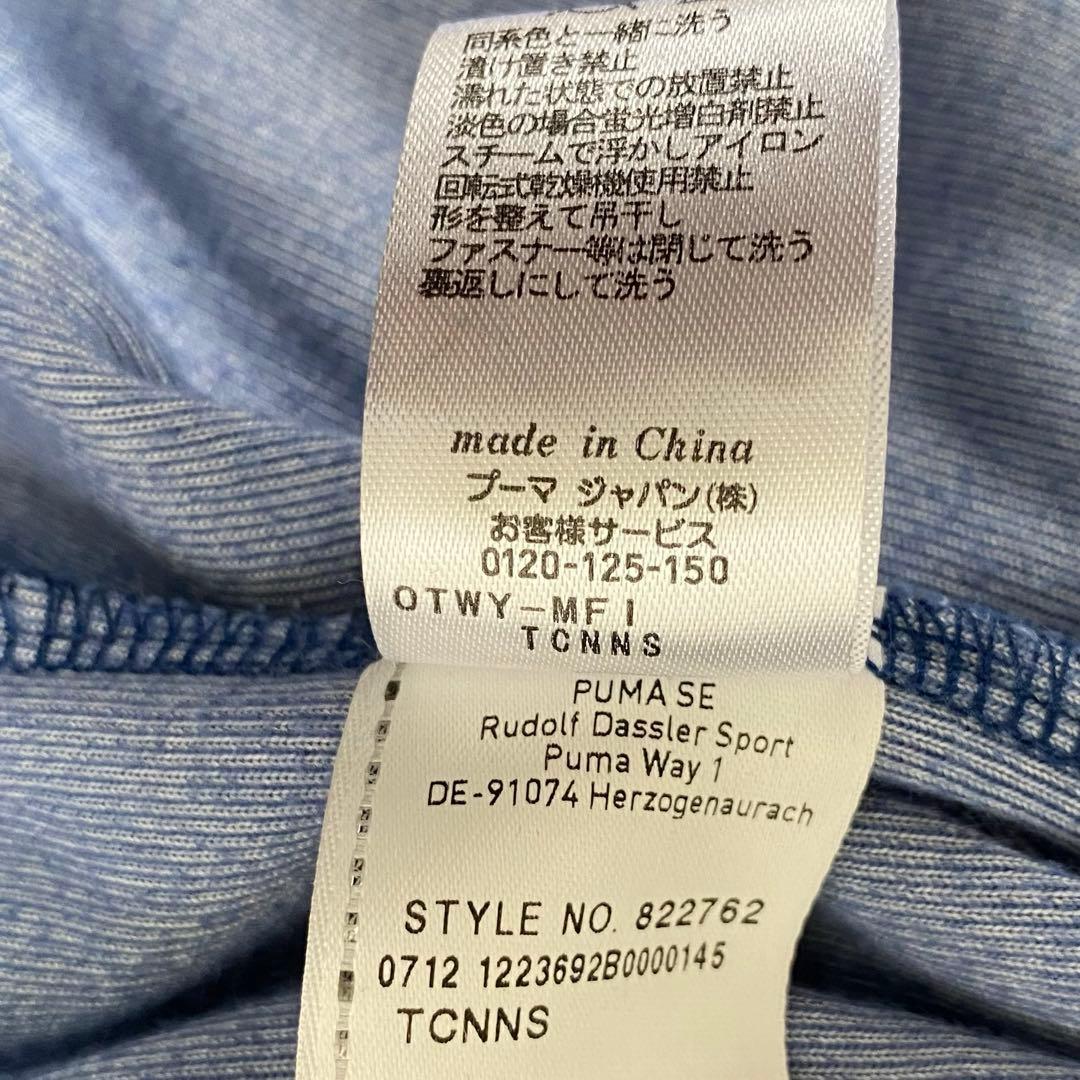 同系色と一緒に洗う
漬け置き禁止
濡れた状態での放置禁止
淡色の場合蛍光増白剤禁止
スチームで浮かしアイロン
回転式乾燥機使用禁止
形を整えて吊干し
ファスナー等は閉じて洗う
裏返しにして洗う
made in China
プーマ ジャパン(株)
お客様サービス
0120-125-150
OTWY-MFI
TCNNS
PUMA SE
Rudolf Dassler Sport
Puma Way 1
DE-91074 Herzogenaurach
STYLE NO. 822762
0712 1223692B0000145
TCNNS